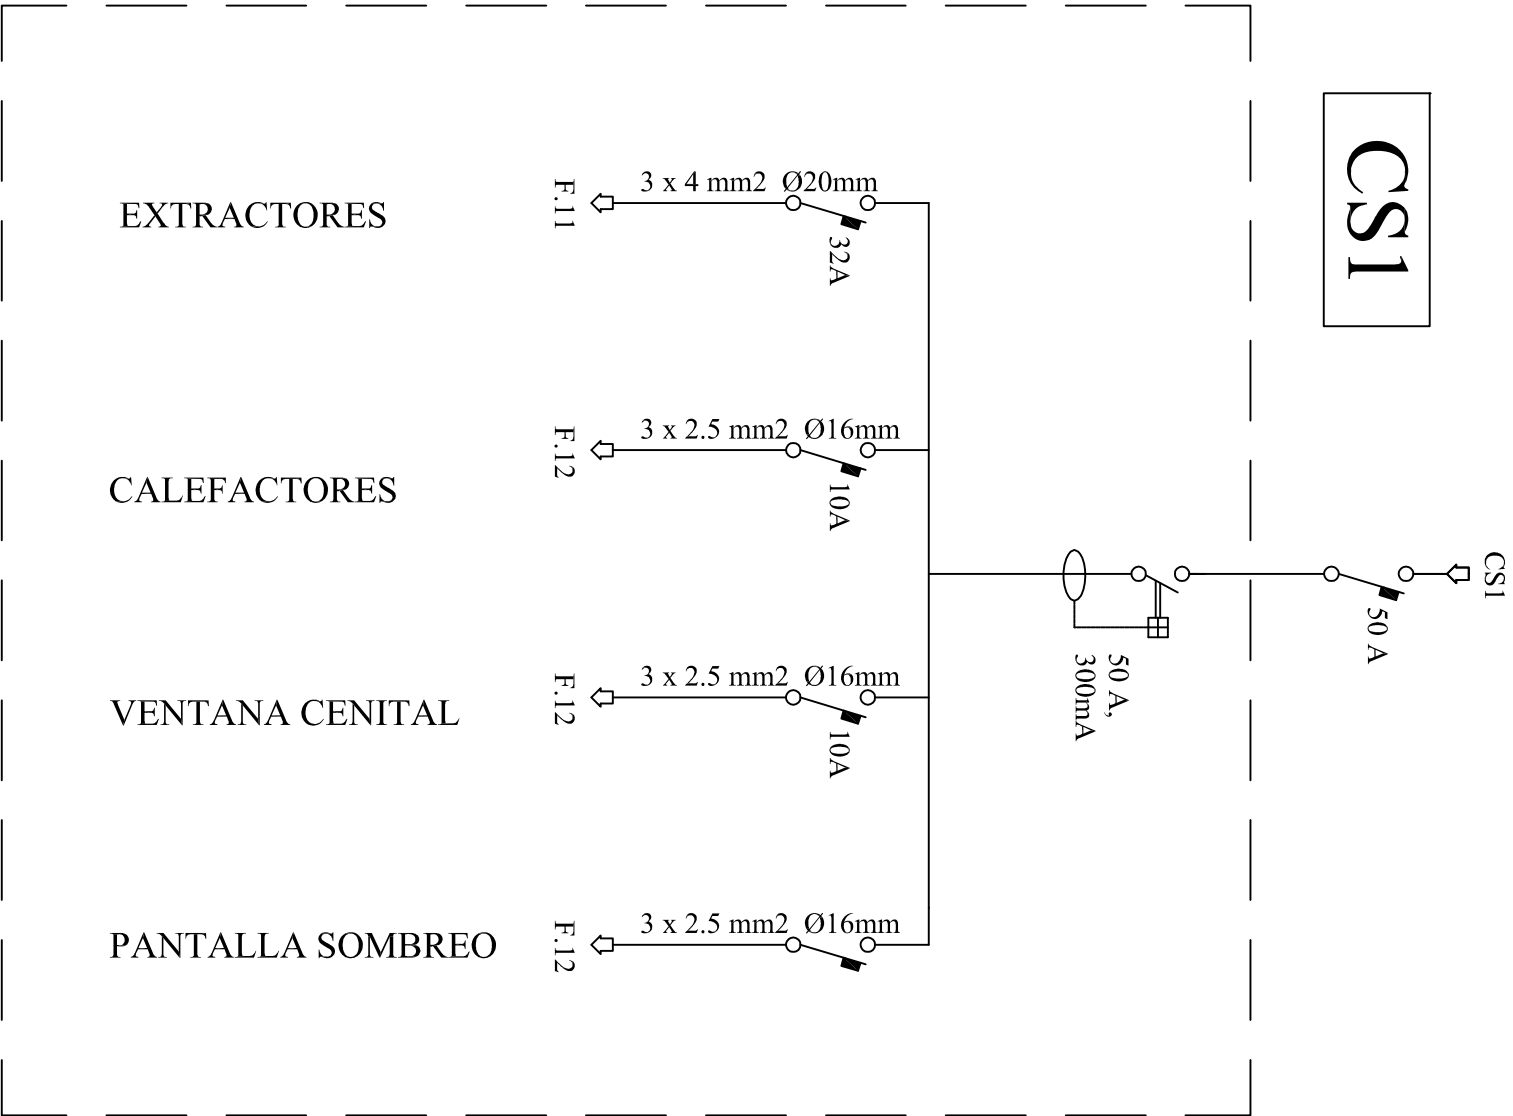 CS1
CS1
50 A
50 A,
300mA
3 x 4 mm2 Ø20mm
32A
F.11
EXTRACTORES
3 x 2.5 mm2 Ø16mm
10A
F.12
CALEFACTORES
3 x 2.5 mm2 Ø16mm
10A
F.12
VENTANA CENITAL
3 x 2.5 mm2 Ø16mm
F.12
PANTALLA SOMBREO